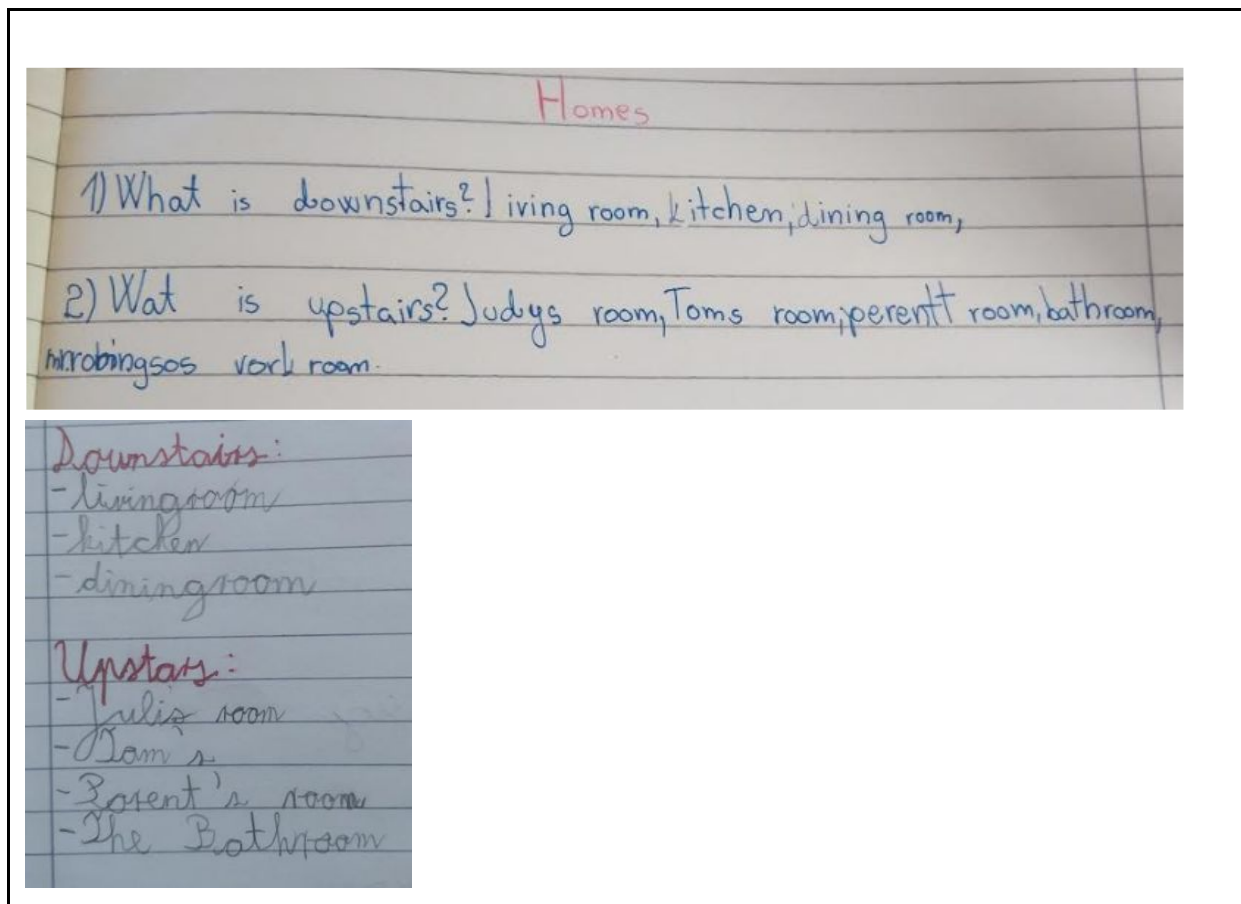 Homes
1) What is downstairs? living room, kitchen, dining room,
2) Wat is upstairs? Judys room, Toms room, perentt room, bathroom,
mr.robingsos vork room.
Downstairs:
- livingroom
- kitchen
- diningroom
Upstars:
- Julis room
- Tom's
- Parent's room
- The Bathroom